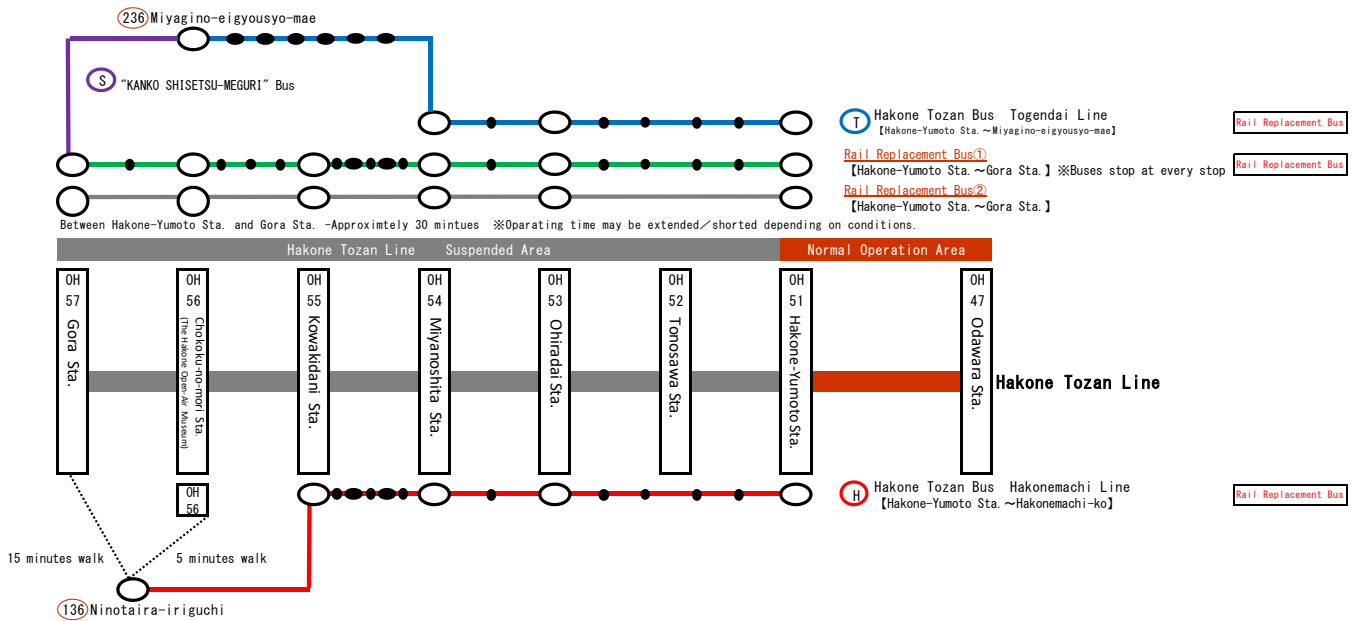 236 Miyagino-eigyousyo-mae
S "KANKO SHISETSU-MEGURI" Bus
T Hakone Tozan Bus　Togendai Line
【Hakone-Yumoto Sta.～Miyagino-eigyousyo-mae】
Rail Replacement Bus
Rail Replacement Bus①
【Hakone-Yumoto Sta.～Gora Sta.】※Buses stop at every stop
Rail Replacement Bus
Rail Replacement Bus②
【Hakone-Yumoto Sta.～Gora Sta.】
Between Hakone-Yumoto Sta. and Gora Sta. -Approximtely 30 mintues　※Oparating time may be extended／shorted depending on conditions.
Hakone Tozan Line　　Suspended Area
Normal Operation Area
OH
57
Gora Sta.
OH
56
Chokoku-no-mori Sta.
(The Hakone Open-Air Museum)
OH
55
Kowakidani Sta.
OH
54
Miyanoshita Sta.
OH
53
Ohiradai Sta.
OH
52
Tonosawa Sta.
OH
51
Hakone-Yumoto Sta.
OH
47
Odawara Sta.
Hakone Tozan Line
OH
56
H Hakone Tozan Bus　Hakonemachi Line
【Hakone-Yumoto Sta.～Hakonemachi-ko】
Rail Replacement Bus
15 minutes walk
5 minutes walk
136 Ninotaira-iriguchi